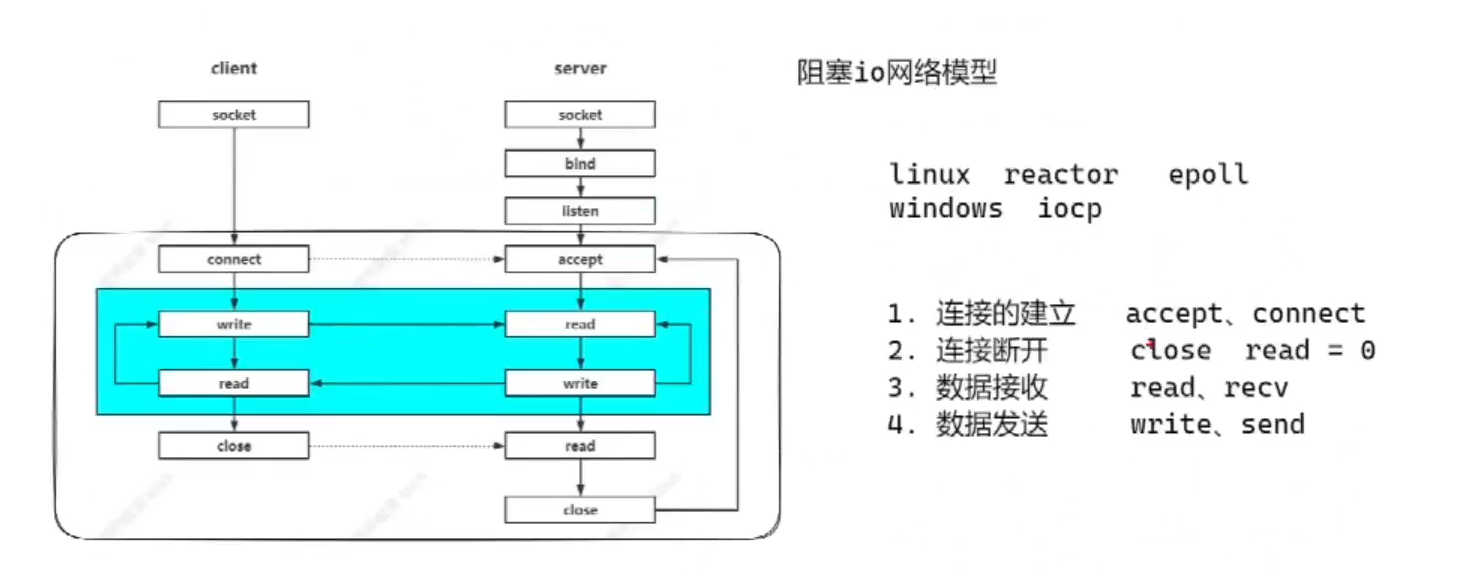 client
server
阻塞io网络模型
socket
socket
bind
listen
connect
accept
write
read
read
write
close
read
close
linux reactor epoll
windows iocp
1. 连接的建立 accept、connect
2. 连接断开 close read = 0
3. 数据接收 read、recv
4. 数据发送 write、send